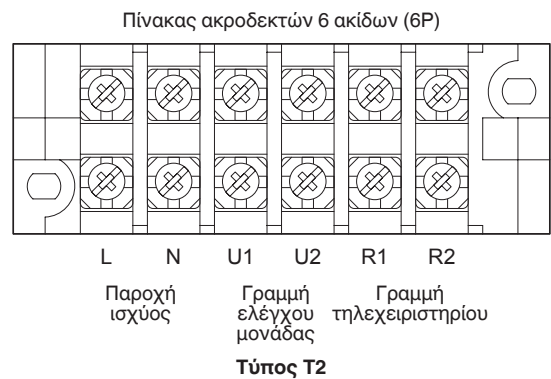 Πίνακας ακροδεκτών 6 ακίδων (6P)
L N U1 U2 R1 R2
Παροχή ισχύος
Γραμμή ελέγχου μονάδας
Γραμμή τηλεχειριστηρίου
Τύπος T2